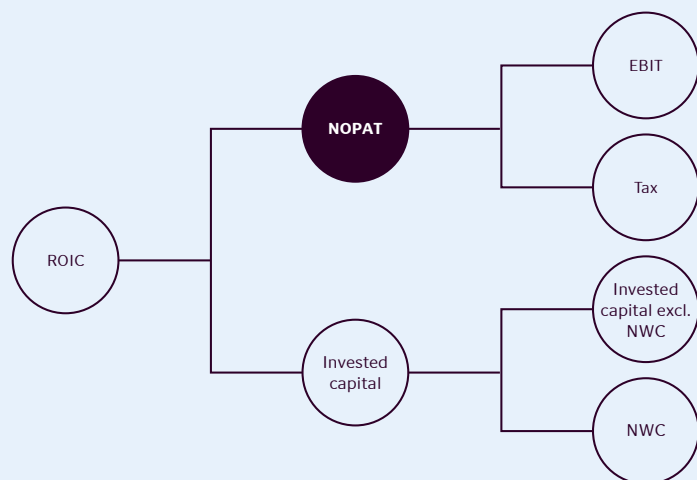 EBIT
NOPAT
Tax
ROIC
Invested
capital excl.
NWC
Invested
capital
NWC